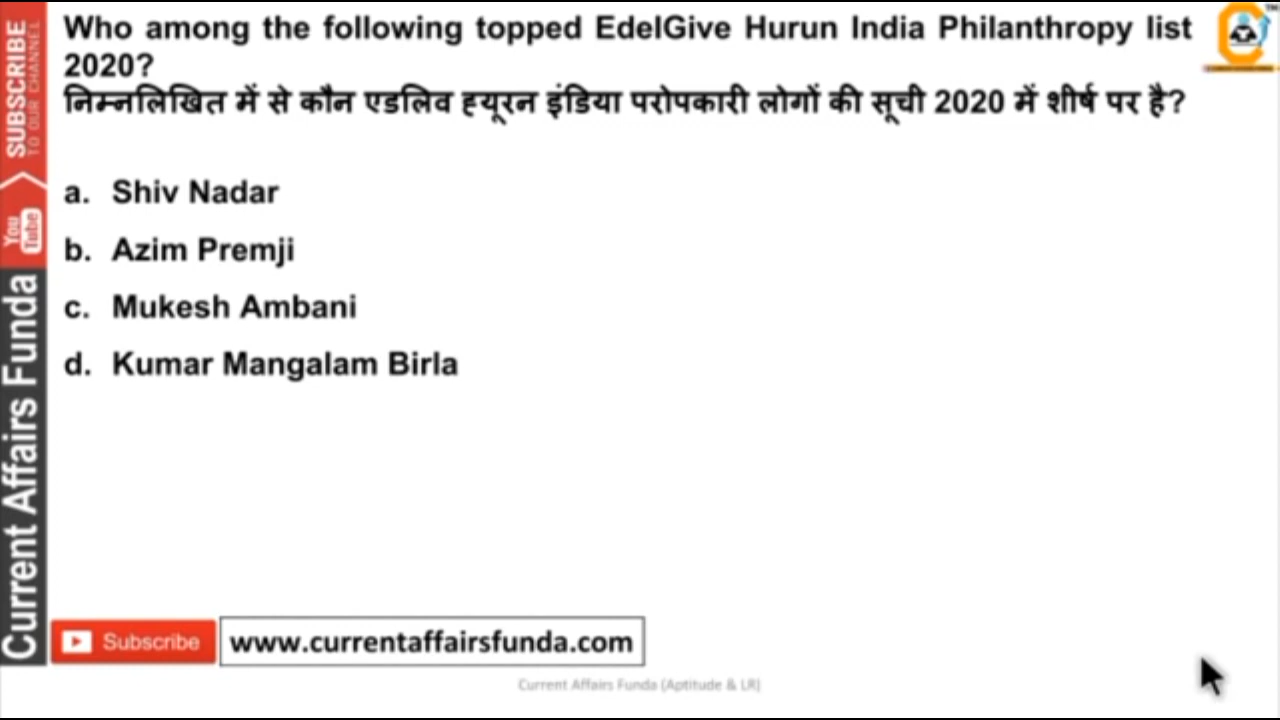 Who among the following topped EdelGive Hurun India Philanthropy list
2020?
निम्नलिखित में से कौन एडलिव ह्यूरन इंडिया परोपकारी लोगों की सूची 2020 में शीर्ष पर है?
a. Shiv Nadar
b. Azim Premji
c. Mukesh Ambani
d. Kumar Mangalam Birla
SUBSCRIBE
TO OUR CHANNEL
You Tube
Current Affairs Funda
Subscribe
www.currentaffairsfunda.com
Current Affairs Funda (Aptitude & LR)